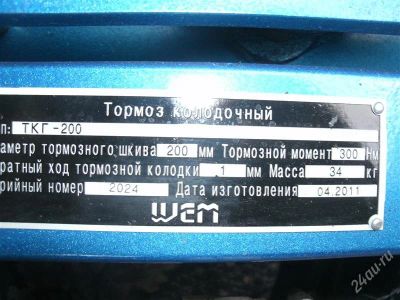 Тормоз колодочный
п: ТКГ-200
аметр тормозного шкива 200 мм Тормозной момент 300 Нм
ратный ход тормозной колодки 1 мм Масса 34 кг
рийный номер 2024 Дата изготовления 04.2011
WEM
24au.ru